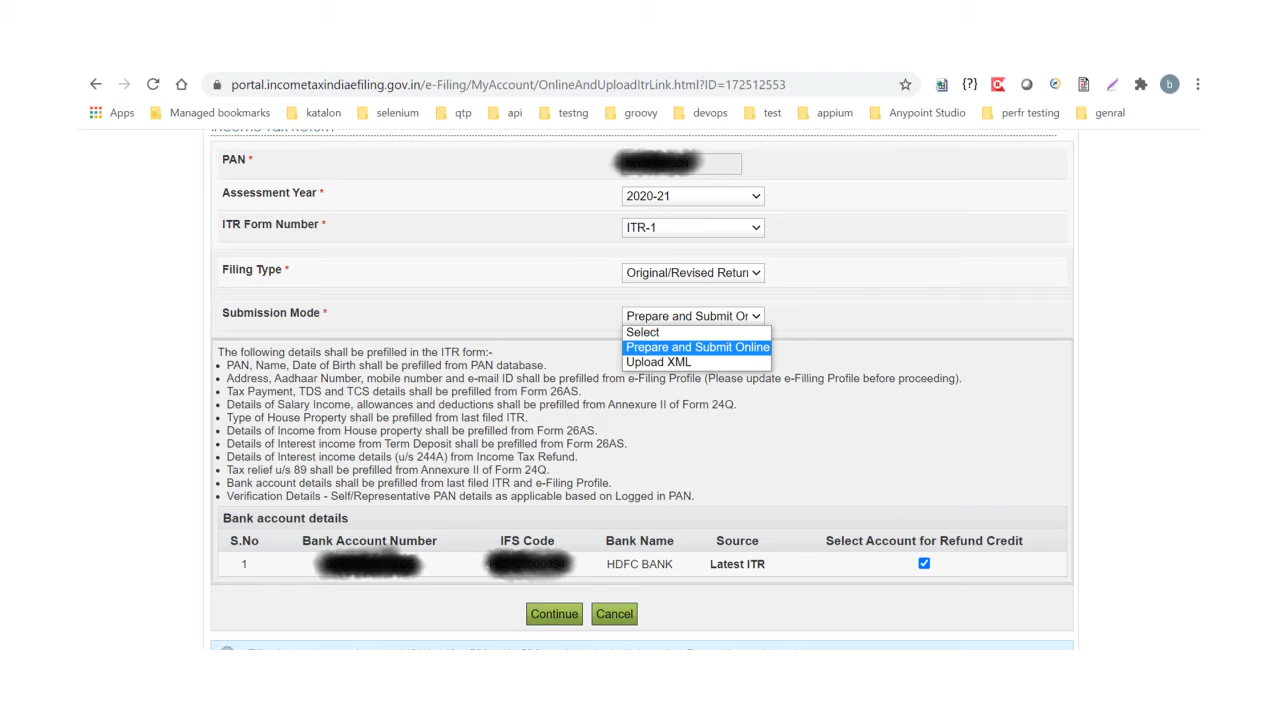 portal.incometaxindiaefiling.gov.in/e-Filing/MyAccount/OnlineAndUploadItrLink.html?ID=172512553
{?}
b
Apps Managed bookmarks katalon selenium qtp api testng groovy devops test appium Anypoint Studio perfr testing genral
PAN *
Assessment Year * 2020-21
ITR Form Number * ITR-1
Filing Type * Original/Revised Return
Submission Mode * Prepare and Submit Or
Select
Prepare and Submit Online
Upload XML
The following details shall be prefilled in the ITR form:-
PAN, Name, Date of Birth shall be prefilled from PAN database.
Address, Aadhaar Number, mobile number and e-mail ID shall be prefilled from e-Filing Profile (Please update e-Filling Profile before proceeding).
Tax Payment, TDS and TCS details shall be prefilled from Form 26AS.
Details of Salary Income, allowances and deductions shall be prefilled from Annexure II of Form 24Q.
Type of House Property shall be prefilled from last filed ITR.
Details of Income from House property shall be prefilled from Form 26AS.
Details of Interest income from Term Deposit shall be prefilled from Form 26AS.
Details of Interest income details (u/s 244A) from Income Tax Refund.
Tax relief u/s 89 shall be prefilled from Annexure II of Form 24Q.
Bank account details shall be prefilled from last filed ITR and e-Filing Profile.
Verification Details - Self/Representative PAN details as applicable based on Logged in PAN.
Bank account details
S.No Bank Account Number IFS Code Bank Name Source Select Account for Refund Credit
1 HDFC BANK Latest ITR
Continue Cancel